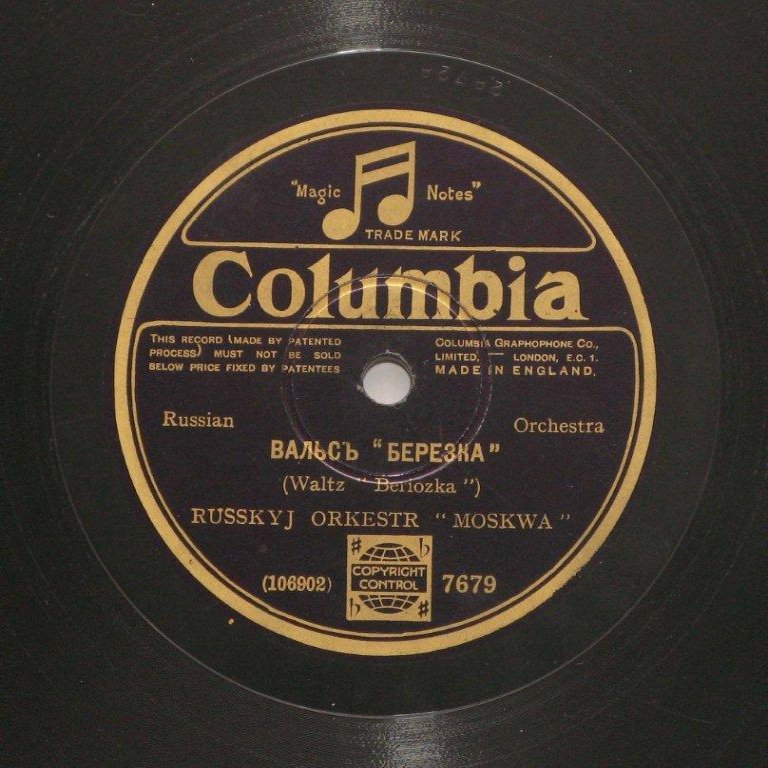 "Magic Notes"
TRADE MARK
Columbia
THIS RECORD (MADE BY PATENTED
PROCESS) MUST NOT BE SOLD
BELOW PRICE FIXED BY PATENTEES
COLUMBIA GRAPHOPHONE CO.,
LIMITED, — LONDON, E.C. 1.
MADE IN ENGLAND.
Russian Orchestra
ВАЛЬСЪ "БЕРЕЗКА"
(Waltz "Beriozka")
RUSSKYJ ORKESTR "MOSKWA"
COPYRIGHT
CONTROL
(106902) 7679